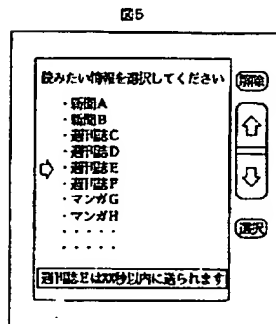 図5
読みたい情報を選択してください
解除
・新聞A
・新聞B
・週刊誌C
・週刊誌D
・週刊誌E
・週刊誌F
・マンガG
・マンガH
・・・・・
・・・・・
選択
週刊誌Eは××秒以内に送られます